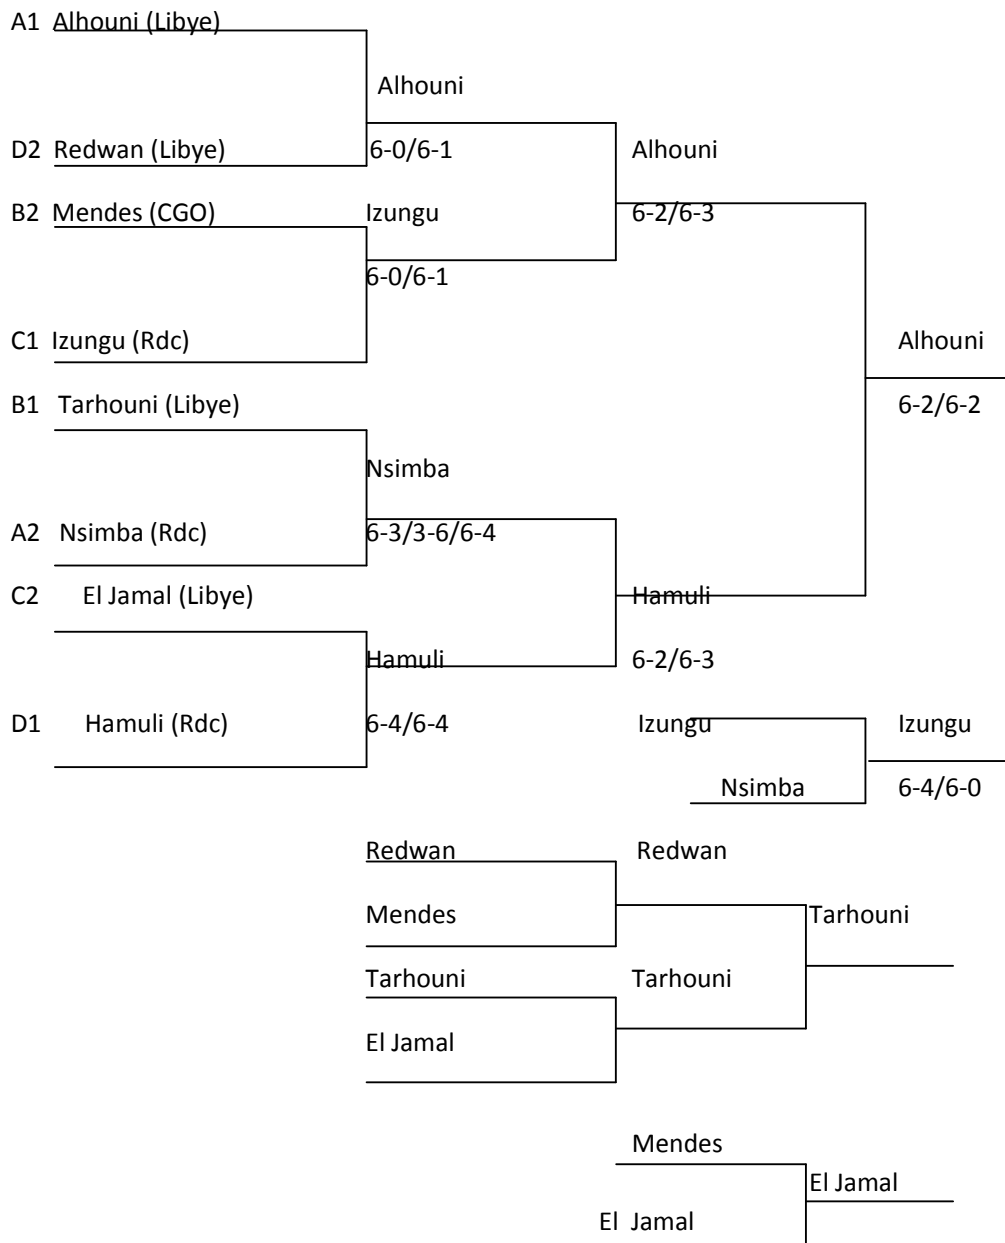 A1 Alhouni (Libye)
Alhouni
D2 Redwan (Libye) 6-0/6-1 Alhouni
B2 Mendes (CGO) Izungu 6-2/6-3
6-0/6-1
C1 Izungu (Rdc) Alhouni
B1 Tarhouni (Libye) 6-2/6-2
Nsimba
A2 Nsimba (Rdc) 6-3/3-6/6-4
C2 El Jamal (Libye) Hamuli
Hamuli 6-2/6-3
D1 Hamuli (Rdc) 6-4/6-4 Izungu Izungu
Nsimba 6-4/6-0
Redwan Redwan
Mendes Tarhouni
Tarhouni Tarhouni
El Jamal
Mendes
El Jamal
El Jamal